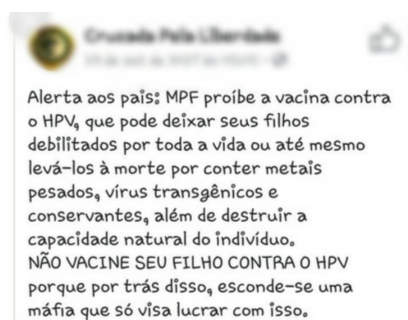 Alerta aos pais: MPF proíbe a vacina contra
o HPV, que pode deixar seus filhos
debilitados por toda a vida ou até mesmo
levá-los à morte por conter metais
pesados, vírus transgênicos e
conservantes, além de destruir a
capacidade natural do indivíduo.
NÃO VACINE SEU FILHO CONTRA O HPV
porque por trás disso, esconde-se uma
máfia que só visa lucrar com isso.